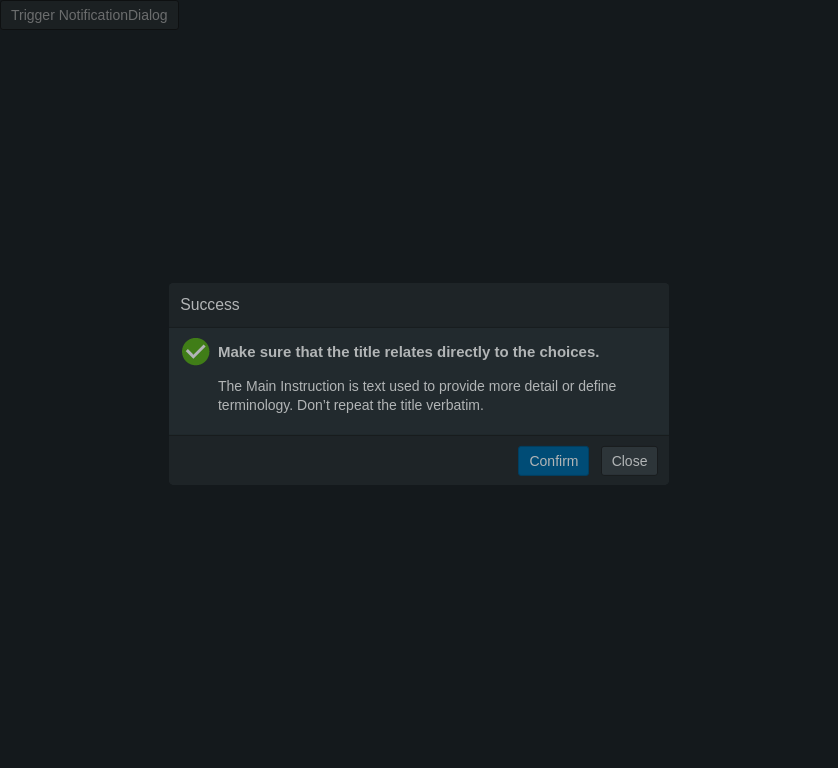 Trigger NotificationDialog
Success
Make sure that the title relates directly to the choices.
The Main Instruction is text used to provide more detail or define
terminology. Don’t repeat the title verbatim.
Confirm
Close